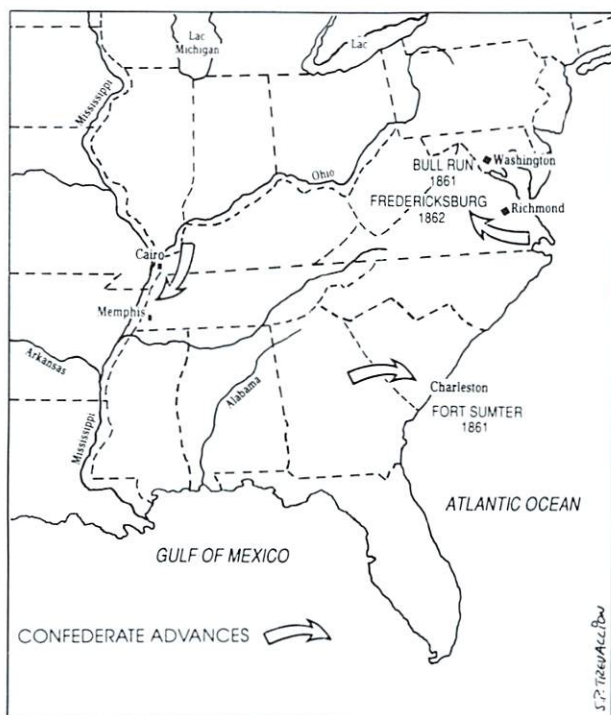 Lac
Michigan
Lac
Mississippi
Ohio
BULL RUN
1861
Washington
FREDERICKSBURG
1862
Richmond
Cairo
Memphis
Arkansas
Mississippi
Alabama
Charleston
FORT SUMTER
1861
ATLANTIC OCEAN
GULF OF MEXICO
CONFEDERATE ADVANCES